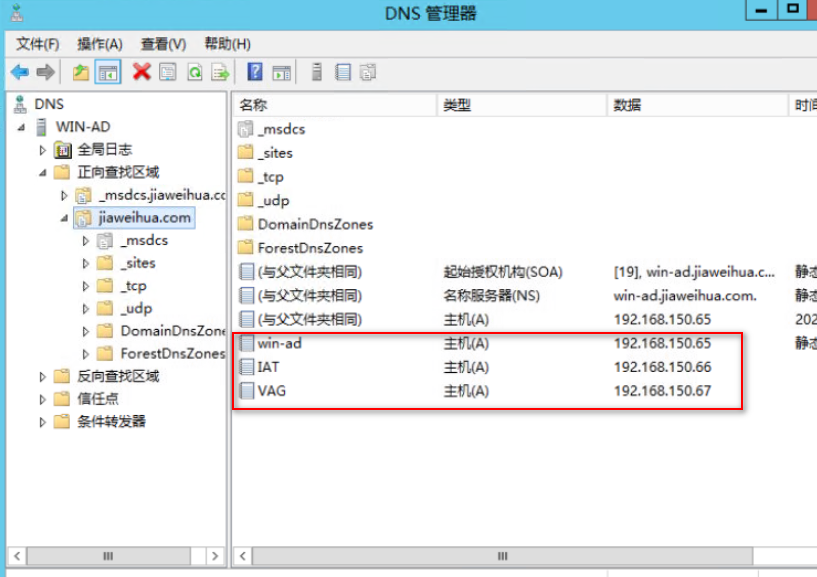 DNS 管理器
文件(F) 操作(A) 查看(V) 帮助(H)
DNS
WIN-AD
全局日志
正向查找区域
_msdcs.jiaweihua.cc
jiaweihua.com
_msdcs
_sites
_tcp
_udp
DomainDnsZone
ForestDnsZones
反向查找区域
信任点
条件转发器
名称 类型 数据 时间
_msdcs
_sites
_tcp
_udp
DomainDnsZones
ForestDnsZones
(与父文件夹相同) 起始授权机构(SOA) [19], win-ad.jiaweihua.c... 静态
(与父文件夹相同) 名称服务器(NS) win-ad.jiaweihua.com. 静态
(与父文件夹相同) 主机(A) 192.168.150.65 202
win-ad 主机(A) 192.168.150.65 静态
IAT 主机(A) 192.168.150.66
VAG 主机(A) 192.168.150.67